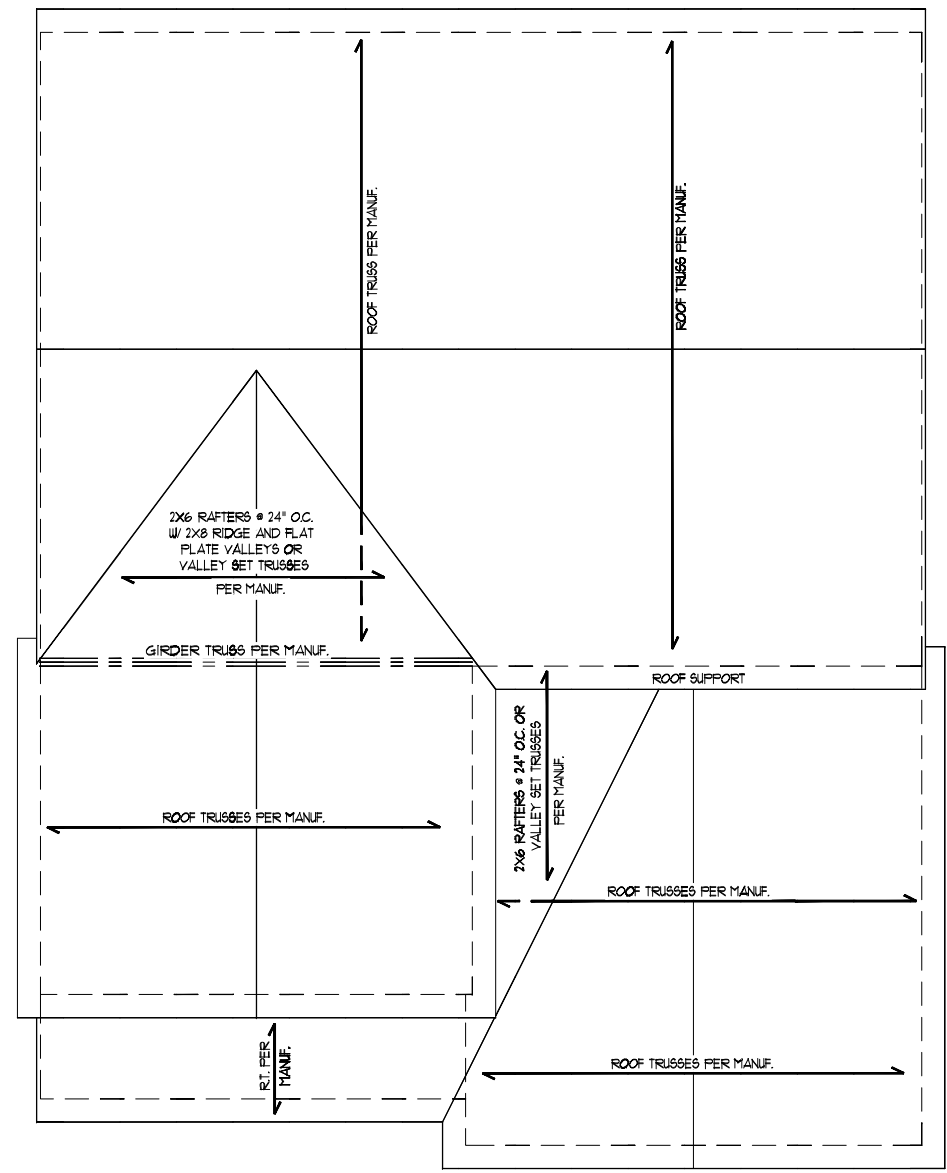 ROOF TRUSS PER MANUF.
ROOF TRUSS PER MANUF.
2X6 RAFTERS @ 24" O.C.
W/ 2X8 RIDGE AND FLAT
PLATE VALLEYS OR
VALLEY SET TRUSSES
PER MANUF.
GIRDER TRUSS PER MANUF.
ROOF SUPPORT
2X6 RAFTERS @ 24" O.C. OR
VALLEY SET TRUSSES
PER MANUF.
ROOF TRUSSES PER MANUF.
ROOF TRUSSES PER MANUF.
R.T. PER
MANUF.
ROOF TRUSSES PER MANUF.